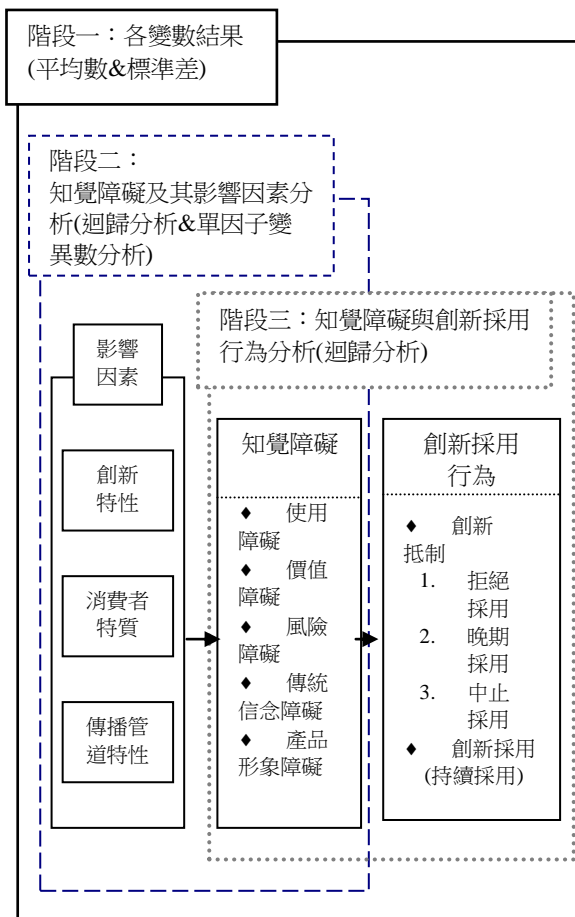 階段一：各變數結果
(平均數&標準差)
階段二：
知覺障礙及其影響因素分
析(迴歸分析&單因子變
異數分析)
階段三：知覺障礙與創新採用
行為分析(迴歸分析)
影響
因素
創新
特性
消費者
特質
傳播管
道特性
知覺障礙
♦ 使用
障礙
♦ 價值
障礙
♦ 風險
障礙
♦ 傳統
信念障礙
♦ 產品
形象障礙
創新採用
行為
♦ 創新
抵制
1. 拒絕
採用
2. 晚期
採用
3. 中止
採用
♦ 創新採用
(持續採用)